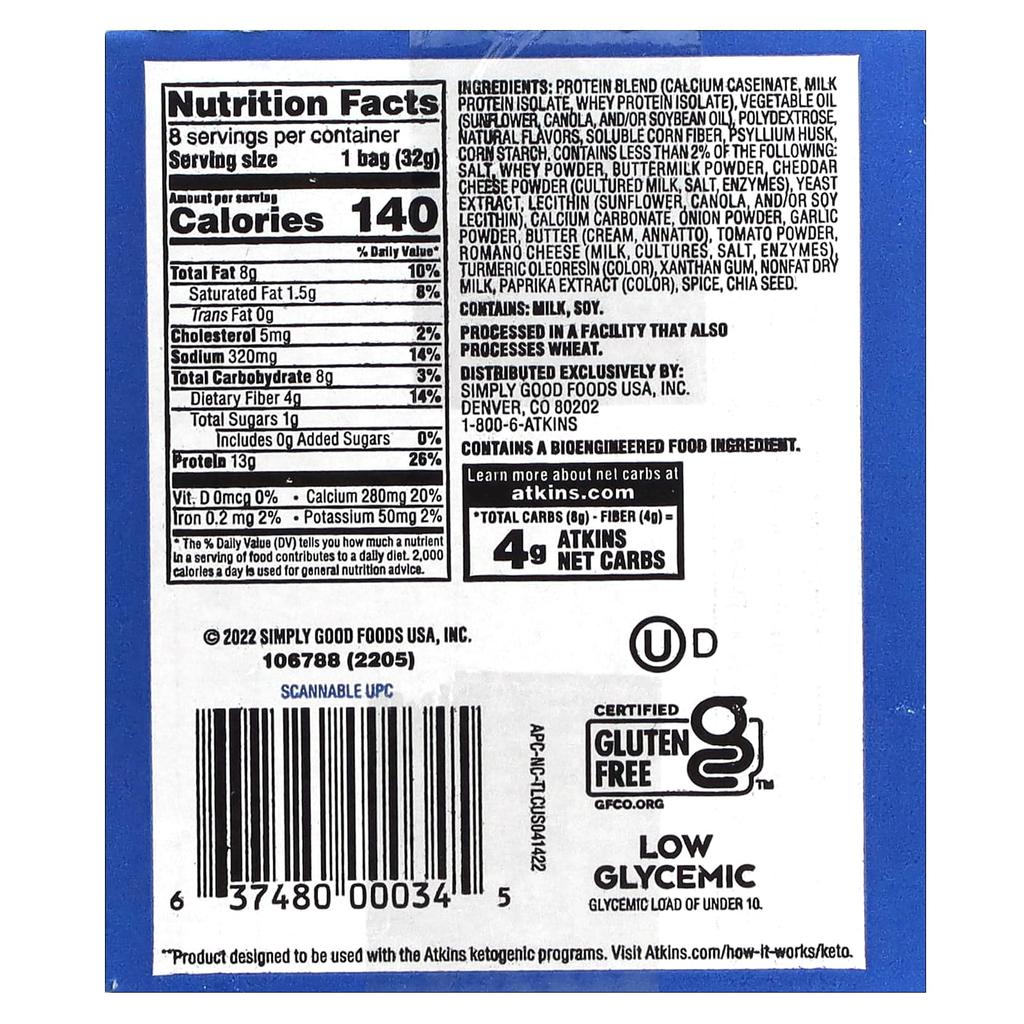 Nutrition Facts
8 servings per container
Serving size 1 bag (32g)
Amount per serving
Calories 140
% Daily Value*
Total Fat 8g 10%
Saturated Fat 1.5g 8%
Trans Fat 0g
Cholesterol 5mg 2%
Sodium 320mg 14%
Total Carbohydrate 8g 3%
Dietary Fiber 4g 14%
Total Sugars 1g
Includes 0g Added Sugars 0%
Protein 13g 26%
Vit. D 0mcg 0% • Calcium 280mg 20%
Iron 0.2 mg 2% • Potassium 50mg 2%
* The % Daily Value (DV) tells you how much a nutrient
in a serving of food contributes to a daily diet. 2,000
calories a day is used for general nutrition advice.
INGREDIENTS: PROTEIN BLEND (CALCIUM CASEINATE, MILK
PROTEIN ISOLATE, WHEY PROTEIN ISOLATE), VEGETABLE OIL
(SUNFLOWER, CANOLA, AND/OR SOYBEAN OIL), POLYDEXTROSE,
NATURAL FLAVORS, SOLUBLE CORN FIBER, PSYLLIUM HUSK,
CORN STARCH, CONTAINS LESS THAN 2% OF THE FOLLOWING:
SALT, WHEY POWDER, BUTTERMILK POWDER, CHEDDAR
CHEESE POWDER (CULTURED MILK, SALT, ENZYMES), YEAST
EXTRACT, LECITHIN (SUNFLOWER, CANOLA, AND/OR SOY
LECITHIN), CALCIUM CARBONATE, ONION POWDER, GARLIC
POWDER, BUTTER (CREAM, ANNATTO), TOMATO POWDER,
ROMANO CHEESE (MILK, CULTURES, SALT, ENZYMES),
TURMERIC OLEORESIN (COLOR), XANTHAN GUM, NONFAT DRY
MILK, PAPRIKA EXTRACT (COLOR), SPICE, CHIA SEED.
CONTAINS: MILK, SOY.
PROCESSED IN A FACILITY THAT ALSO
PROCESSES WHEAT.
DISTRIBUTED EXCLUSIVELY BY:
SIMPLY GOOD FOODS USA, INC.
DENVER, CO 80202
1-800-6-ATKINS
CONTAINS A BIOENGINEERED FOOD INGREDIENT.
Learn more about net carbs at
atkins.com
*TOTAL CARBS (8g) - FIBER (4g) =
4g ATKINS
NET CARBS
© 2022 SIMPLY GOOD FOODS USA, INC.
106788 (2205)
SCANNABLE UPC
6 37480 00034 5
APC-NC-TLCUS041422
U D
CERTIFIED
GLUTEN
FREE
g
TM
GFCO.ORG
LOW
GLYCEMIC
GLYCEMIC LOAD OF UNDER 10.
**Product designed to be used with the Atkins ketogenic programs. Visit Atkins.com/how-it-works/keto.